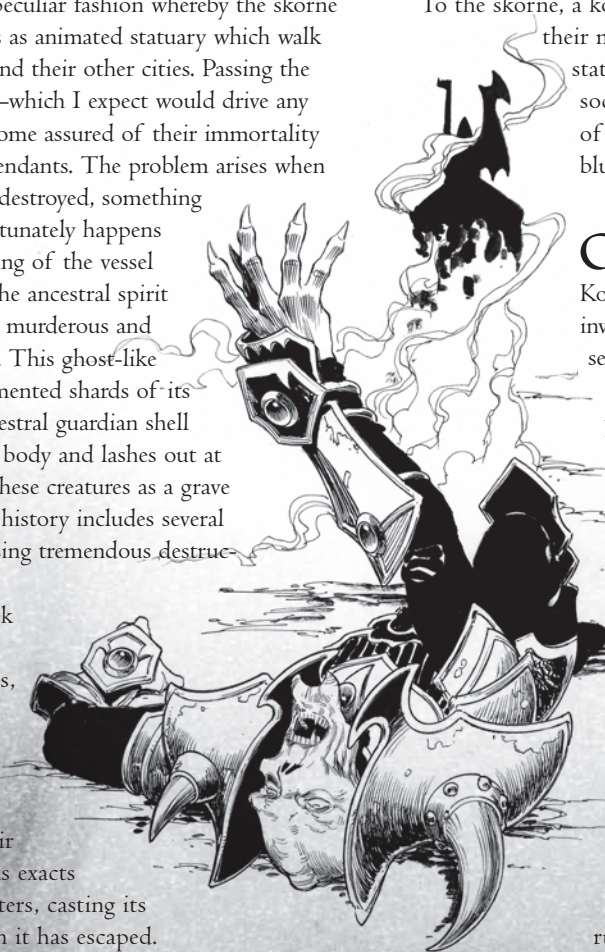 peculiar fashion whereby the skorne
s as animated statuary which walk
nd their other cities. Passing the
–which I expect would drive any
ome assured of their immortality
endants. The problem arises when
destroyed, something
tunately happens
ng of the vessel
he ancestral spirit
murderous and
. This ghost-like
mented shards of its
estral guardian shell
body and lashes out at
hese creatures as a grave
history includes several
sing tremendous destruc-
k
s,
ir
s exacts
ters, casting its
n it has escaped.
To the skorne, a ko
their n
stat
soc
of
blu
C
Ko
inv
se
ru